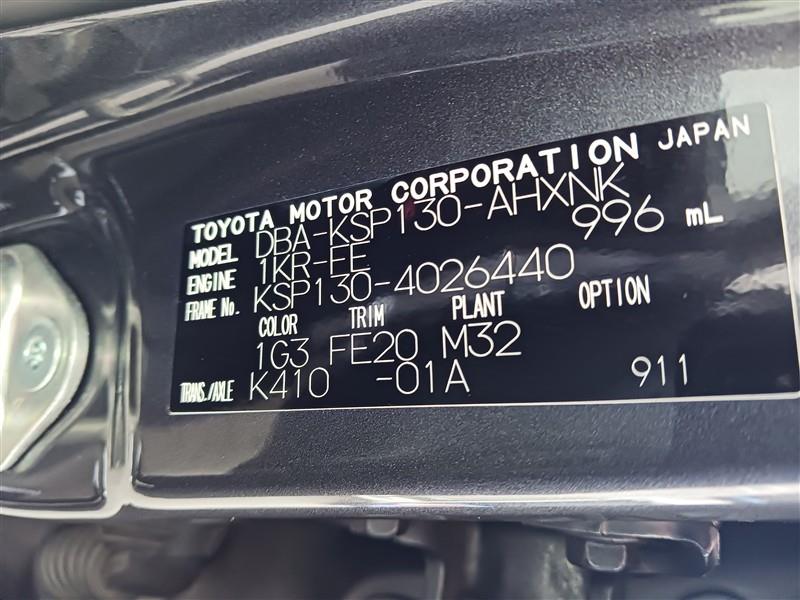 TOYOTA MOTOR CORPORATION JAPAN
MODEL DBA-KSP130-AHXNK
ENGINE 1KR-FE 996 mL
FRAME No. KSP130-4026440
COLOR TRIM PLANT OPTION
1G3 FE20 M32
TRANS./AXLE K410 -01A 911